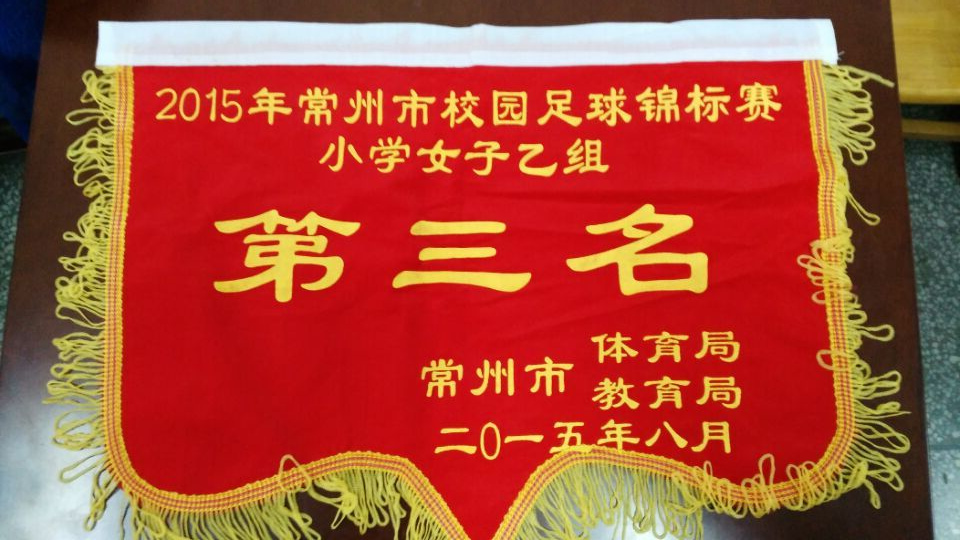 2015年常州市校园足球锦标赛
小学女子乙组
第三名
常州市 体育局
教育局
二0一五年八月